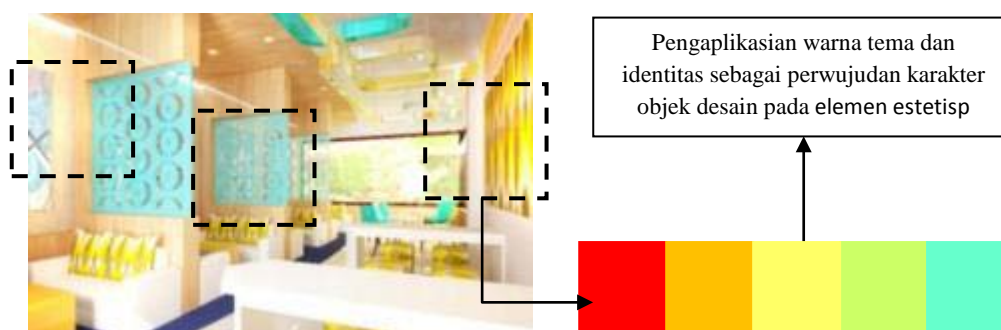 Pengaplikasian warna tema dan
identitas sebagai perwujudan karakter
objek desain pada elemen estetisp